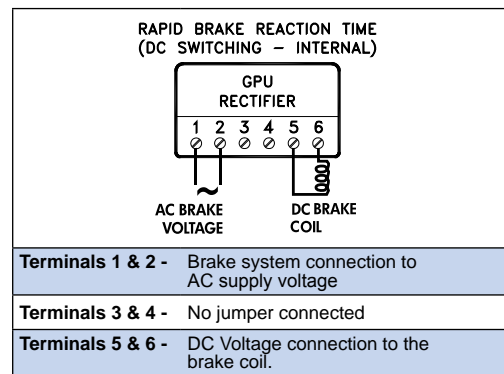 RAPID BRAKE REACTION TIME
(DC SWITCHING – INTERNAL)
GPU
RECTIFIER
1 2 3 4 5 6
~
AC BRAKE
VOLTAGE
DC BRAKE
COIL
Terminals 1 & 2 - Brake system connection to
AC supply voltage
Terminals 3 & 4 - No jumper connected
Terminals 5 & 6 - DC Voltage connection to the
brake coil.